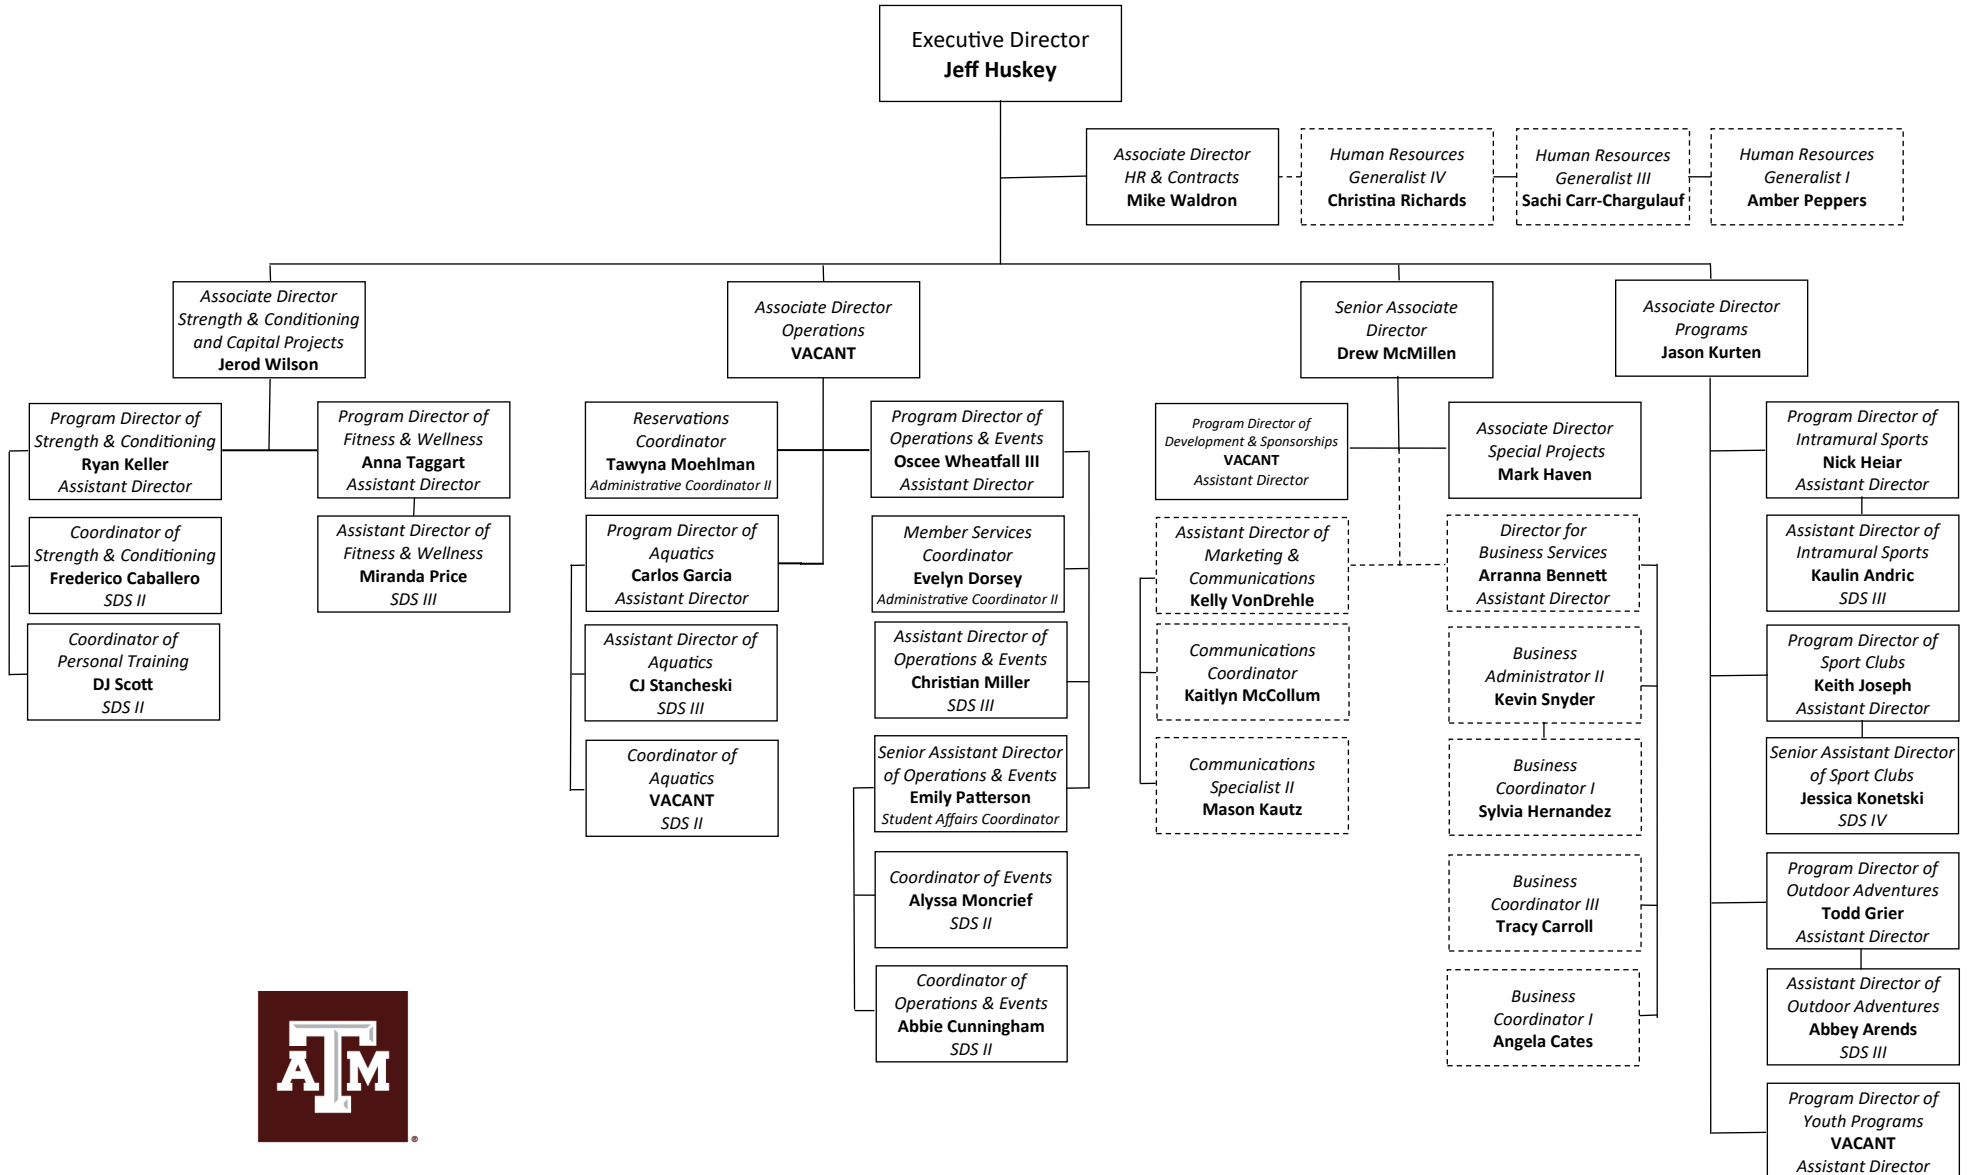 Executive Director
Jeff Huskey
Associate Director
HR & Contracts
Mike Waldron
Human Resources
Generalist IV
Christina Richards
Human Resources
Generalist III
Sachi Carr-Chargulauf
Human Resources
Generalist I
Amber Peppers
Associate Director
Strength & Conditioning
and Capital Projects
Jerod Wilson
Associate Director
Operations
VACANT
Senior Associate
Director
Drew McMillen
Associate Director
Programs
Jason Kurten
Program Director of
Strength & Conditioning
Ryan Keller
Assistant Director
Coordinator of
Strength & Conditioning
Frederico Caballero
SDS II
Coordinator of
Personal Training
DJ Scott
SDS II
Program Director of
Fitness & Wellness
Anna Taggart
Assistant Director
Assistant Director of
Fitness & Wellness
Miranda Price
SDS III
Reservations
Coordinator
Tawyna Moehlman
Administrative Coordinator II
Program Director of
Aquatics
Carlos Garcia
Assistant Director
Assistant Director of
Aquatics
CJ Stancheski
SDS III
Coordinator of
Aquatics
VACANT
SDS II
Program Director of
Operations & Events
Oscee Wheatfall III
Assistant Director
Member Services
Coordinator
Evelyn Dorsey
Administrative Coordinator II
Assistant Director of
Operations & Events
Christian Miller
SDS III
Senior Assistant Director
of Operations & Events
Emily Patterson
Student Affairs Coordinator
Coordinator of Events
Alyssa Moncrief
SDS II
Coordinator of
Operations & Events
Abbie Cunningham
SDS II
Program Director of
Development & Sponsorships
VACANT
Assistant Director
Assistant Director of
Marketing &
Communications
Kelly VonDrehle
Communications
Coordinator
Kaitlyn McCollum
Communications
Specialist II
Mason Kautz
Associate Director
Special Projects
Mark Haven
Director for
Business Services
Arranna Bennett
Assistant Director
Business
Administrator II
Kevin Snyder
Business
Coordinator I
Sylvia Hernandez
Business
Coordinator III
Tracy Carroll
Business
Coordinator I
Angela Cates
Program Director of
Intramural Sports
Nick Heiar
Assistant Director
Assistant Director of
Intramural Sports
Kaulin Andric
SDS III
Program Director of
Sport Clubs
Keith Joseph
Assistant Director
Senior Assistant Director
of Sport Clubs
Jessica Konetski
SDS IV
Program Director of
Outdoor Adventures
Todd Grier
Assistant Director
Assistant Director of
Outdoor Adventures
Abbey Arends
SDS III
Program Director of
Youth Programs
VACANT
Assistant Director
ATM®